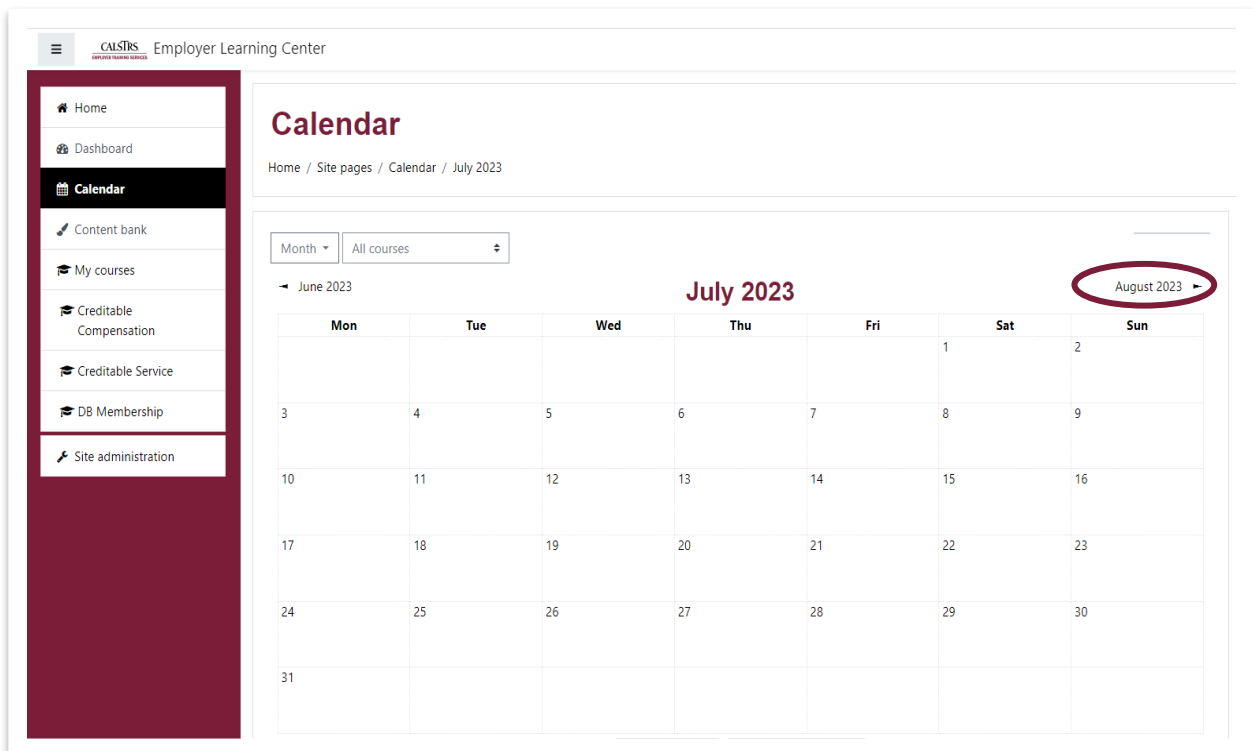 CALSTRS Employer Learning Center
EMPLOYER TRAINING SERVICES
Home
Dashboard
Calendar
Content bank
My courses
Creditable
Compensation
Creditable Service
DB Membership
Site administration
Calendar
Home / Site pages / Calendar / July 2023
Month All courses
June 2023 July 2023 August 2023
Mon Tue Wed Thu Fri Sat Sun
1 2
3 4 5 6 7 8 9
10 11 12 13 14 15 16
17 18 19 20 21 22 23
24 25 26 27 28 29 30
31